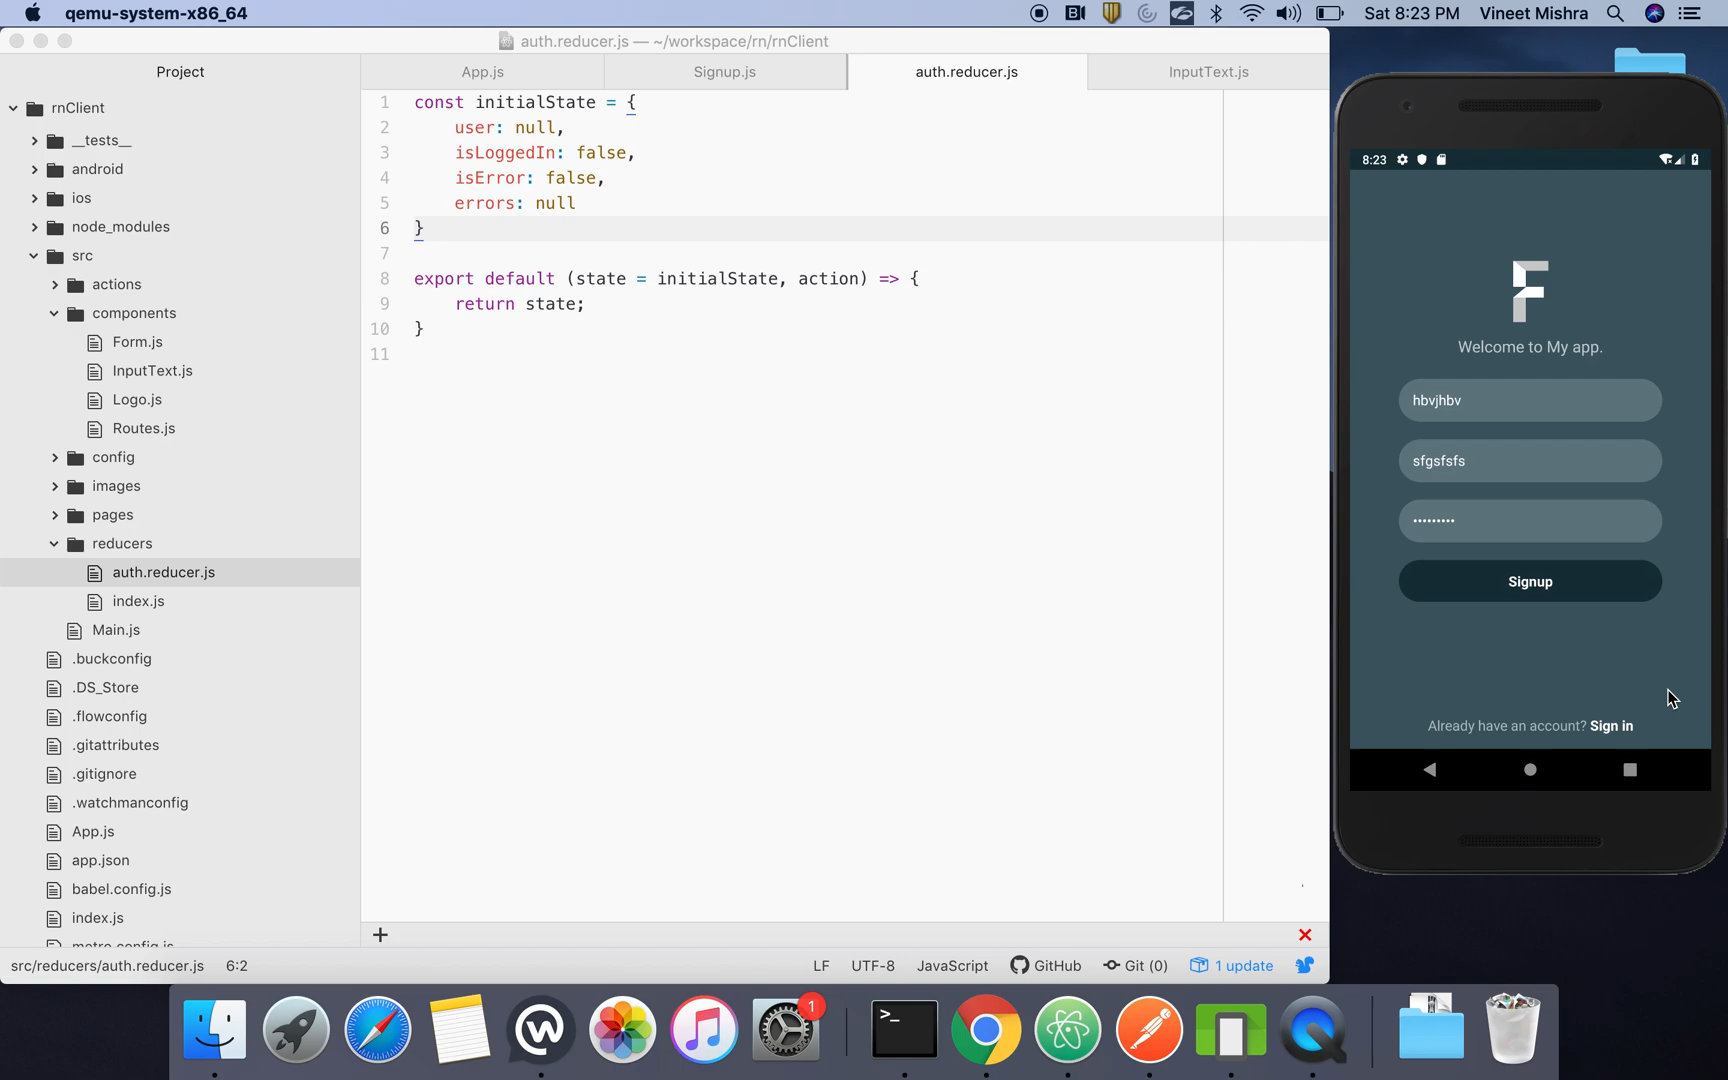 qemu-system-x86_64
Sat 8:23 PM
Vineet Mishra
auth.reducer.js — ~/workspace/rn/rnClient
Project
App.js
Signup.js
auth.reducer.js
InputText.js
rnClient
__tests__
android
ios
node_modules
src
actions
components
Form.js
InputText.js
Logo.js
Routes.js
config
images
pages
reducers
auth.reducer.js
index.js
Main.js
.buckconfig
.DS_Store
.flowconfig
.gitattributes
.gitignore
.watchmanconfig
App.js
app.json
babel.config.js
index.js
metro.config.js
1 const initialState = {
2 user: null,
3 isLoggedIn: false,
4 isError: false,
5 errors: null
6 }
7
8 export default (state = initialState, action) => {
9 return state;
10 }
11
src/reducers/auth.reducer.js 6:2
LF
UTF-8
JavaScript
GitHub
Git (0)
1 update
8:23
Welcome to My app.
hbvjhbv
sfgsfsfs
•••••••••
Signup
Already have an account? Sign in
1
>_